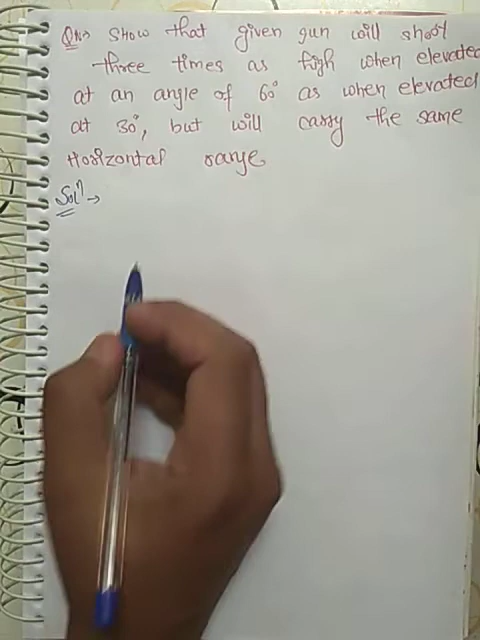 Qn→ Show that given gun will shoot
three times as high when elevated
at an angle of 60° as when elevated
at 30°, but will carry the same
Horizontal range
Solⁿ →